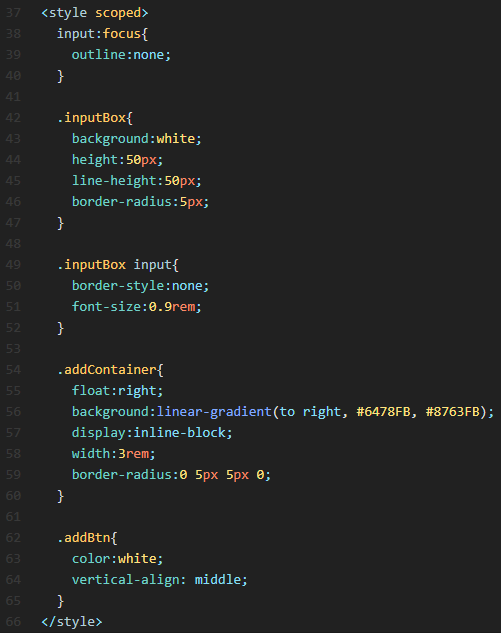 37 <style scoped>
38   input:focus{
39     outline:none;
40   }
41
42   .inputBox{
43     background:white;
44     height:50px;
45     line-height:50px;
46     border-radius:5px;
47   }
48
49   .inputBox input{
50     border-style:none;
51     font-size:0.9rem;
52   }
53
54   .addContainer{
55     float:right;
56     background:linear-gradient(to right, #6478FB, #8763FB);
57     display:inline-block;
58     width:3rem;
59     border-radius:0 5px 5px 0;
60   }
61
62   .addBtn{
63     color:white;
64     vertical-align: middle;
65   }
66 </style>